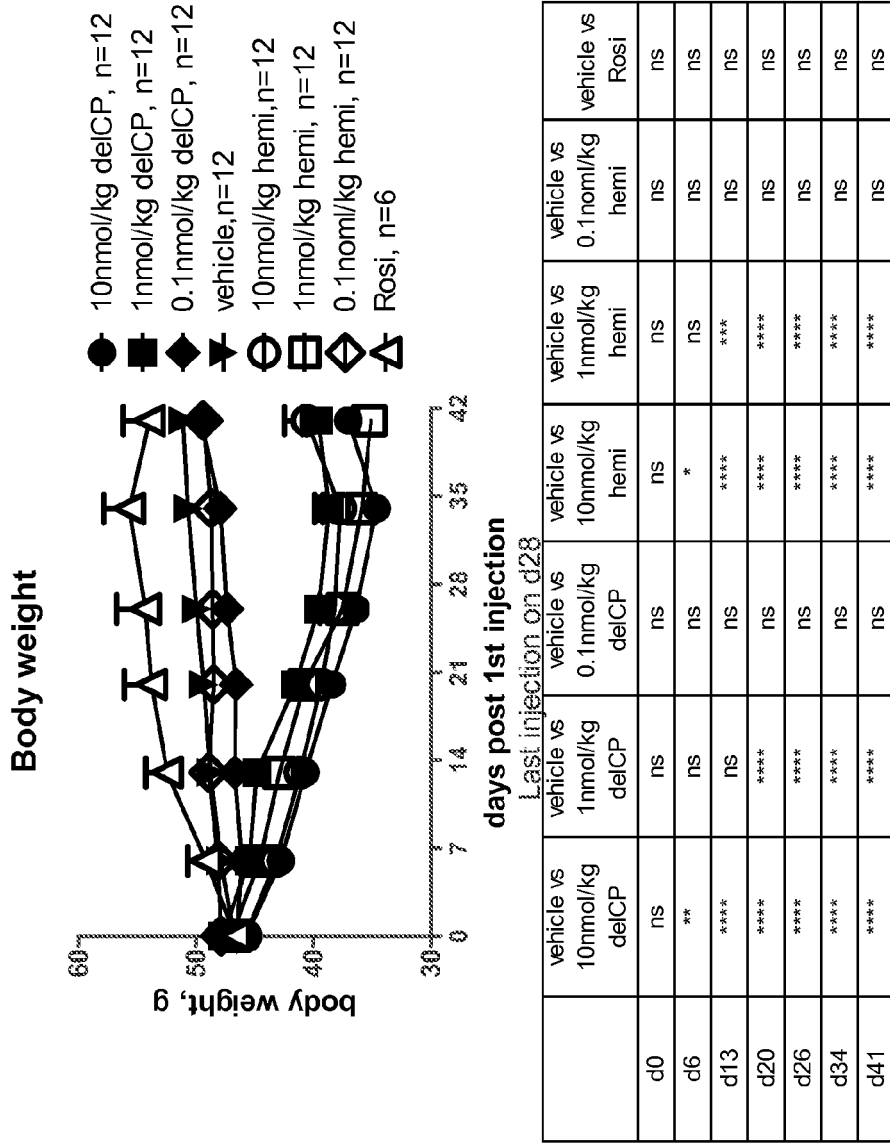 Body weight
10nmol/kg delCP, n=12
1nmol/kg delCP, n=12
0.1nmol/kg delCP, n=12
vehicle,n=12
10nmol/kg hemi,n=12
1nmol/kg hemi, n=12
0.1noml/kg hemi, n=12
Rosi, n=6
body weight, g
60
50
40
30
0 7 14 21 28 35 42
days post 1st injection
Last injection on d28
vehicle vs 10nmol/kg delCP vehicle vs 1nmol/kg delCP vehicle vs 0.1nmol/kg delCP vehicle vs 10nmol/kg hemi vehicle vs 1nmol/kg hemi vehicle vs 0.1noml/kg hemi vehicle vs Rosi
d0 ns ns ns ns ns ns ns
d6 ** ns ns * ns ns ns
d13 **** ns ns **** *** ns ns
d20 **** **** ns **** **** ns ns
d26 **** **** ns **** **** ns ns
d34 **** **** ns **** **** ns ns
d41 **** **** ns **** **** ns ns